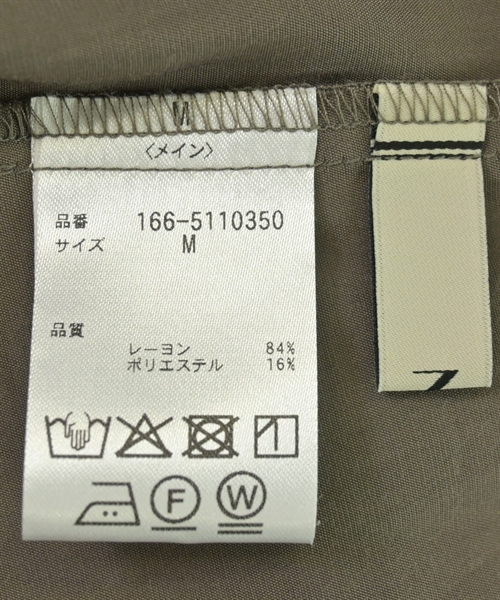 M
〈メイン〉
品番 166-5110350
サイズ M
品質
レーヨン 84%
ポリエステル 16%
F
W